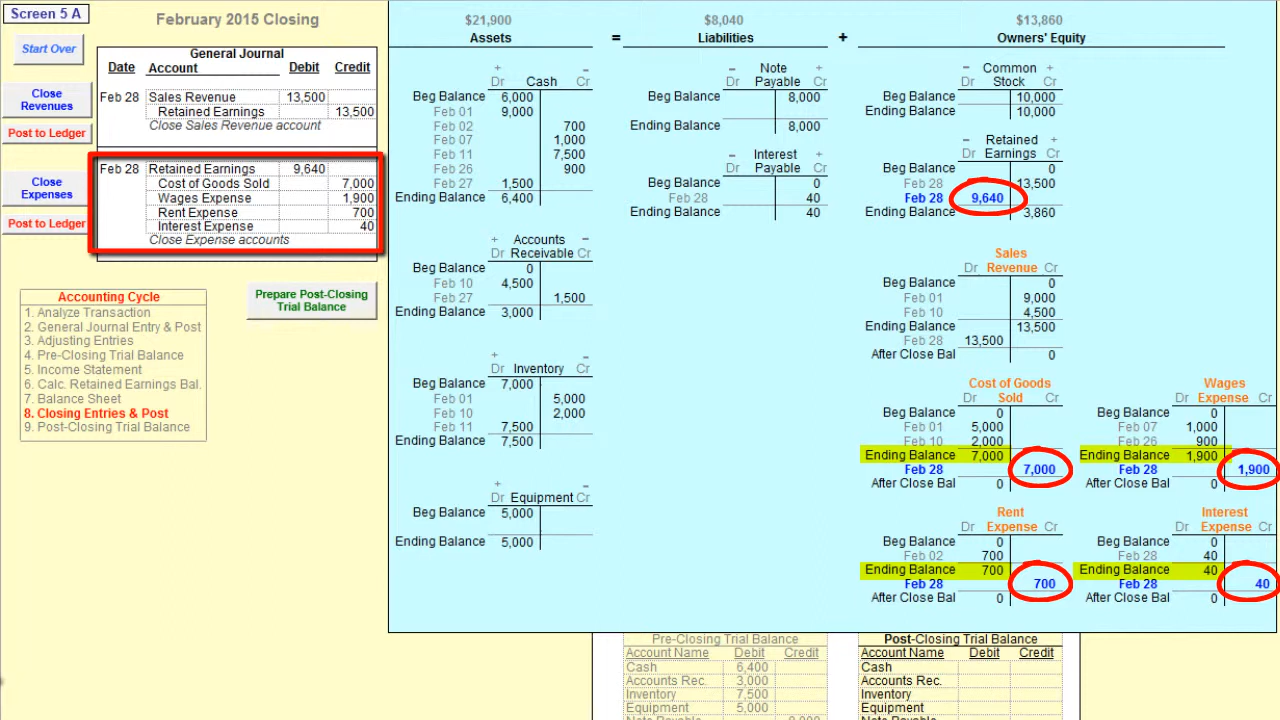 Screen 5 A
February 2015 Closing
Start Over
Close
Revenues
Post to Ledger
Close
Expenses
Post to Ledger
General Journal
Date Account Debit Credit
Feb 28 Sales Revenue 13,500
Retained Earnings 13,500
Close Sales Revenue account
Feb 28 Retained Earnings 9,640
Cost of Goods Sold 7,000
Wages Expense 1,900
Rent Expense 700
Interest Expense 40
Close Expense accounts
Accounting Cycle
1. Analyze Transaction
2. General Journal Entry & Post
3. Adjusting Entries
4. Pre-Closing Trial Balance
5. Income Statement
6. Calc. Retained Earnings Bal.
7. Balance Sheet
8. Closing Entries & Post
9. Post-Closing Trial Balance
Prepare Post-Closing
Trial Balance
$21,900 $8,040 $13,860
Assets = Liabilities + Owners' Equity
+ –
Dr Cash Cr
Beg Balance 6,000
Feb 01 9,000
Feb 02 700
Feb 07 1,000
Feb 11 7,500
Feb 26 900
Feb 27 1,500
Ending Balance 6,400
+ Accounts –
Dr Receivable Cr
Beg Balance 0
Feb 10 4,500
Feb 27 1,500
Ending Balance 3,000
+ –
Dr Inventory Cr
Beg Balance 7,000
Feb 01 5,000
Feb 10 2,000
Feb 11 7,500
Ending Balance 7,500
+ –
Dr Equipment Cr
Beg Balance 5,000
Ending Balance 5,000
– Note +
Dr Payable Cr
Beg Balance 8,000
Ending Balance 8,000
– Interest +
Dr Payable Cr
Beg Balance 0
Feb 28 40
Ending Balance 40
– Common +
Dr Stock Cr
Beg Balance 10,000
Ending Balance 10,000
– Retained +
Dr Earnings Cr
Beg Balance 0
Feb 28 13,500
Feb 28 9,640
Ending Balance 3,860
Sales
Dr Revenue Cr
Beg Balance 0
Feb 01 9,000
Feb 10 4,500
Ending Balance 13,500
Feb 28 13,500
After Close Bal 0
Cost of Goods
Dr Sold Cr
Beg Balance 0
Feb 01 5,000
Feb 10 2,000
Ending Balance 7,000
Feb 28 7,000
After Close Bal 0
Wages
Dr Expense Cr
Beg Balance 0
Feb 07 1,000
Feb 26 900
Ending Balance 1,900
Feb 28 1,900
After Close Bal 0
Rent
Dr Expense Cr
Beg Balance 0
Feb 02 700
Ending Balance 700
Feb 28 700
After Close Bal 0
Interest
Dr Expense Cr
Beg Balance 0
Feb 28 40
Ending Balance 40
Feb 28 40
After Close Bal 0
Pre-Closing Trial Balance
Account Name Debit Credit
Cash 6,400
Accounts Rec. 3,000
Inventory 7,500
Equipment 5,000
Note Payable 8,000
Post-Closing Trial Balance
Account Name Debit Credit
Cash
Accounts Rec.
Inventory
Equipment
Note Payable